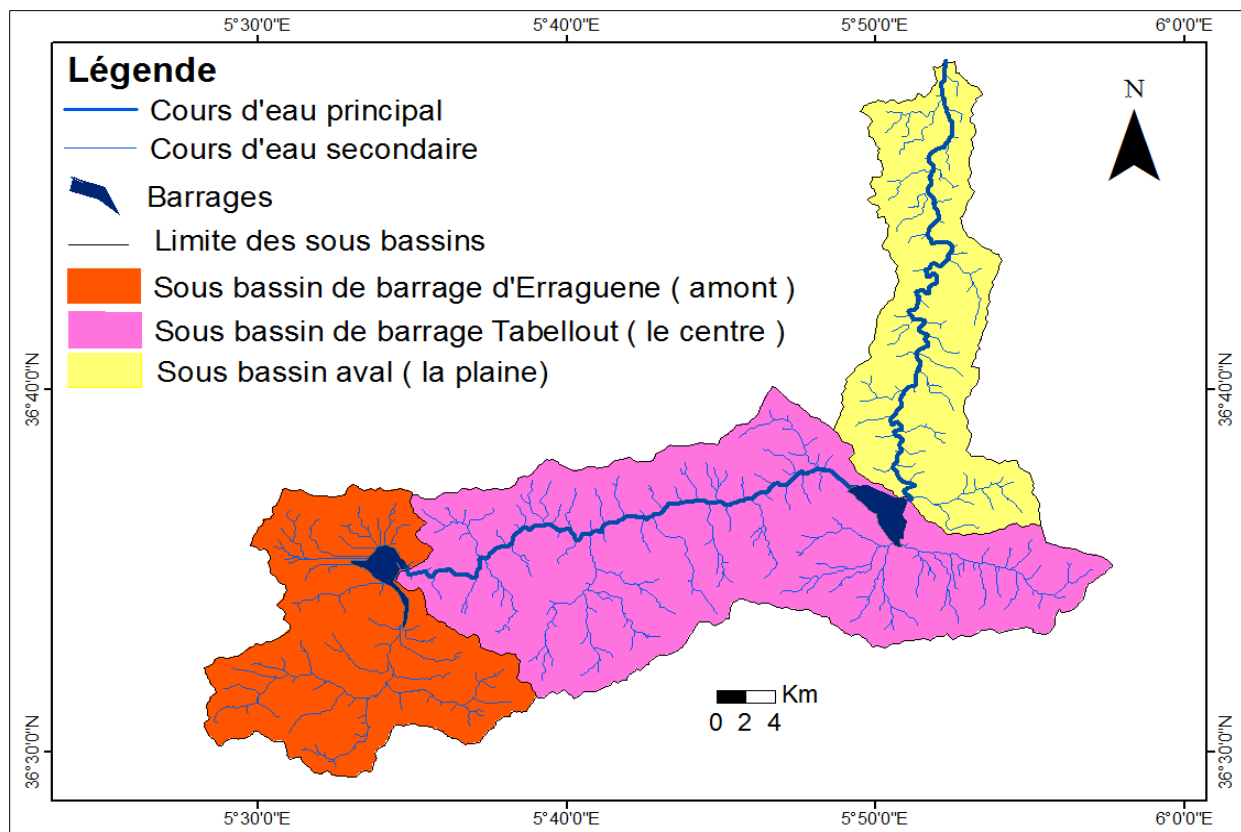 5°30'0"E
5°40'0"E
5°50'0"E
6°0'0"E
Légende
Cours d'eau principal
Cours d'eau secondaire
Barrages
Limite des sous bassins
Sous bassin de barrage d'Erraguene ( amont )
Sous bassin de barrage Tabellout ( le centre )
Sous bassin aval ( la plaine)
N
36°40'0"N
36°40'0"N
Km
0 2 4
36°30'0"N
36°30'0"N
5°30'0"E
5°40'0"E
5°50'0"E
6°0'0"E